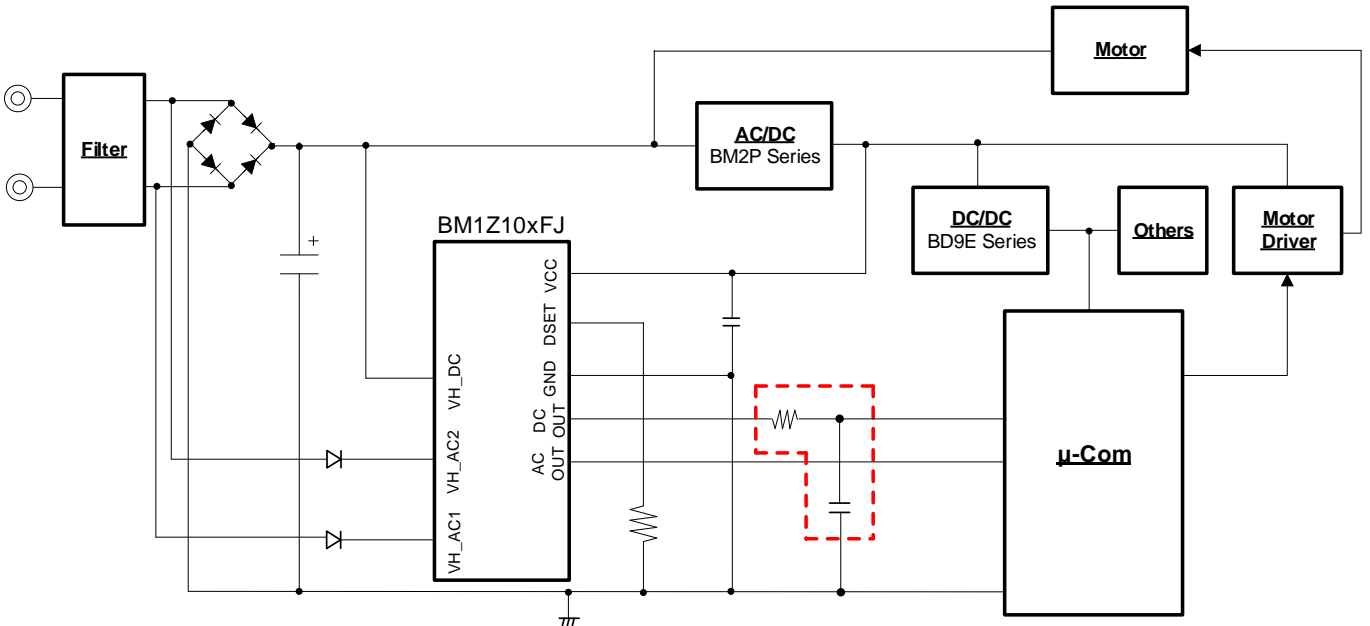 Motor
Filter
AC/DC
BM2P Series
BM1Z10xFJ
DC/DC
BD9E Series
Others
Motor
Driver
+
VCC
DSET
GND
DC
OUT
AC
OUT
VH_DC
VH_AC2
VH_AC1
µ-Com